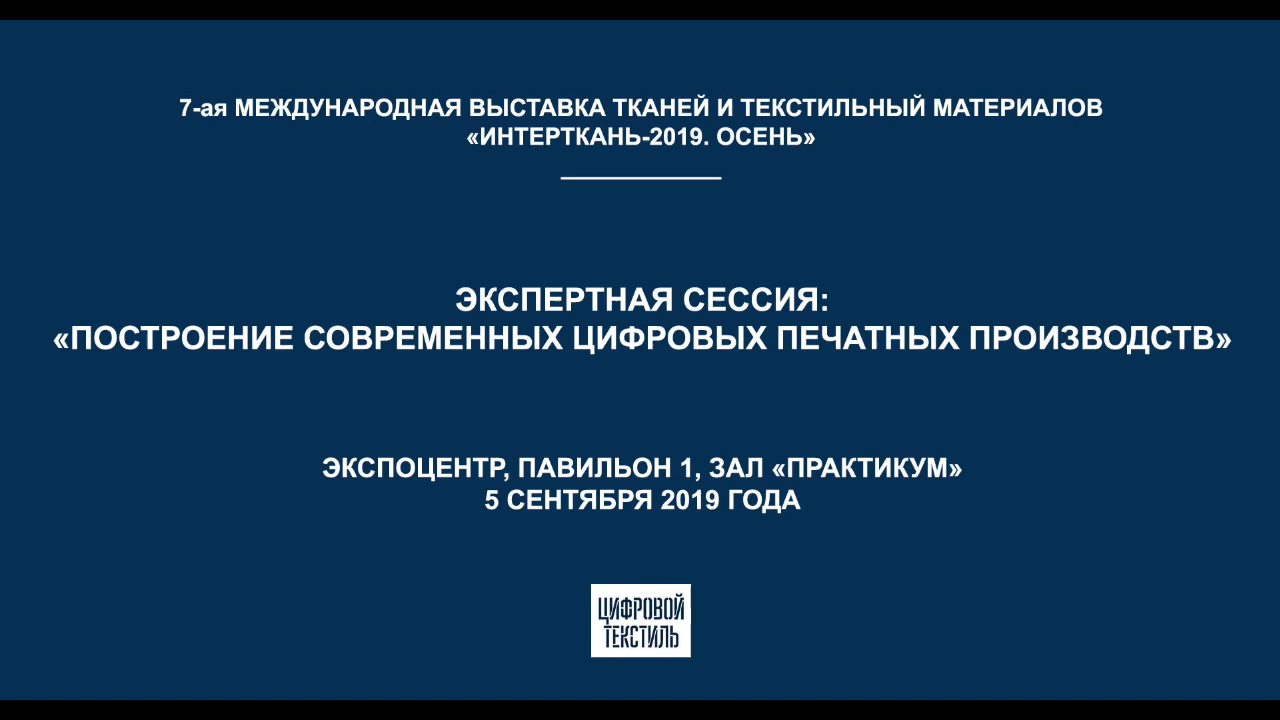 7-ая МЕЖДУНАРОДНАЯ ВЫСТАВКА ТКАНЕЙ И ТЕКСТИЛЬНЫЙ МАТЕРИАЛОВ
«ИНТЕРТКАНЬ-2019. ОСЕНЬ»
ЭКСПЕРТНАЯ СЕССИЯ:
«ПОСТРОЕНИЕ СОВРЕМЕННЫХ ЦИФРОВЫХ ПЕЧАТНЫХ ПРОИЗВОДСТВ»
ЭКСПОЦЕНТР, ПАВИЛЬОН 1, ЗАЛ «ПРАКТИКУМ»
5 СЕНТЯБРЯ 2019 ГОДА
ЦИФРОВОЙ
ТЕКСТИЛЬ